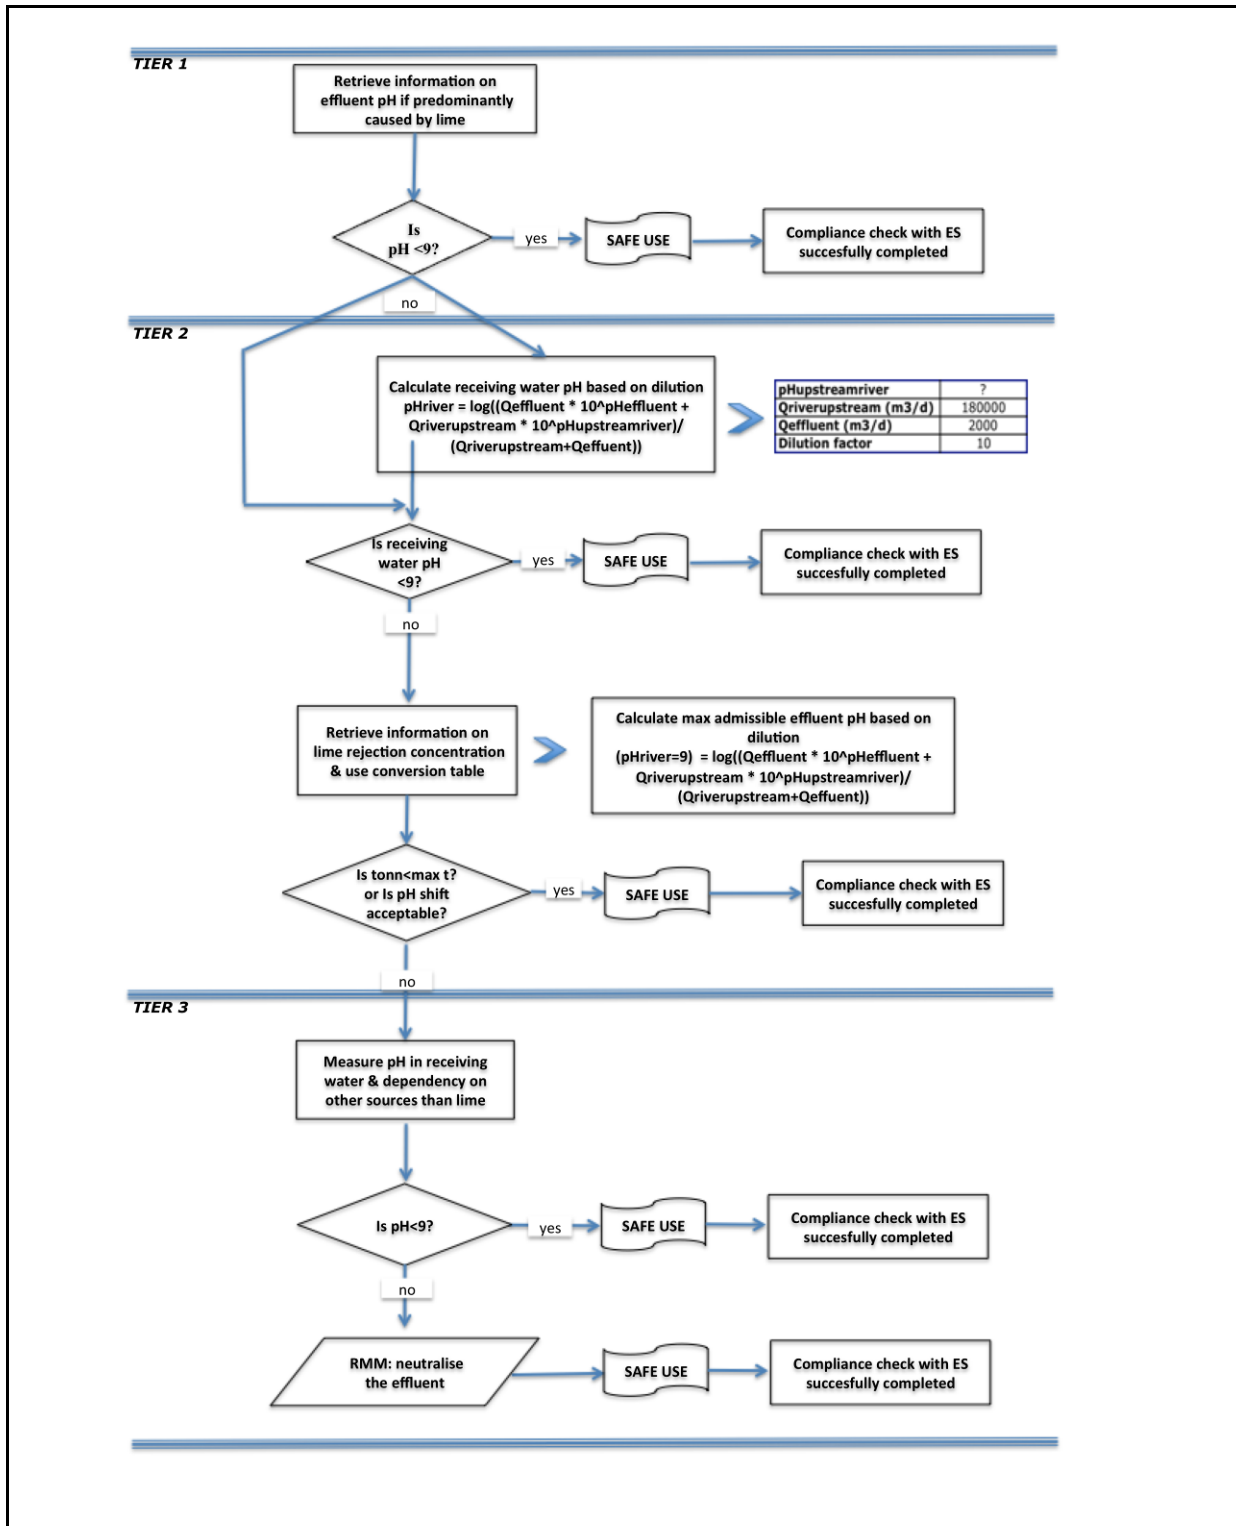 TIER 1
Retrieve information on
effluent pH if predominantly
caused by lime
Is
pH <9?
yes
SAFE USE
Compliance check with ES
succesfully completed
no
TIER 2
Calculate receiving water pH based on dilution
pHriver = log((Qeffluent * 10^pHeffluent +
Qriverupstream * 10^pHupstreamriver)/
(Qriverupstream+Qeffuent))
pHupstreamriver ?
Qriverupstream (m3/d) 180000
Qeffluent (m3/d) 2000
Dilution factor 10
Is receiving
water pH
<9?
yes
SAFE USE
Compliance check with ES
succesfully completed
no
Retrieve information on
lime rejection concentration
& use conversion table
Calculate max admissible effluent pH based on
dilution
(pHriver=9) = log((Qeffluent * 10^pHeffluent +
Qriverupstream * 10^pHupstreamriver)/
(Qriverupstream+Qeffuent))
Is tonn<max t?
or Is pH shift
acceptable?
yes
SAFE USE
Compliance check with ES
succesfully completed
no
TIER 3
Measure pH in receiving
water & dependency on
other sources than lime
Is pH<9?
yes
SAFE USE
Compliance check with ES
succesfully completed
no
RMM: neutralise
the effluent
SAFE USE
Compliance check with ES
succesfully completed